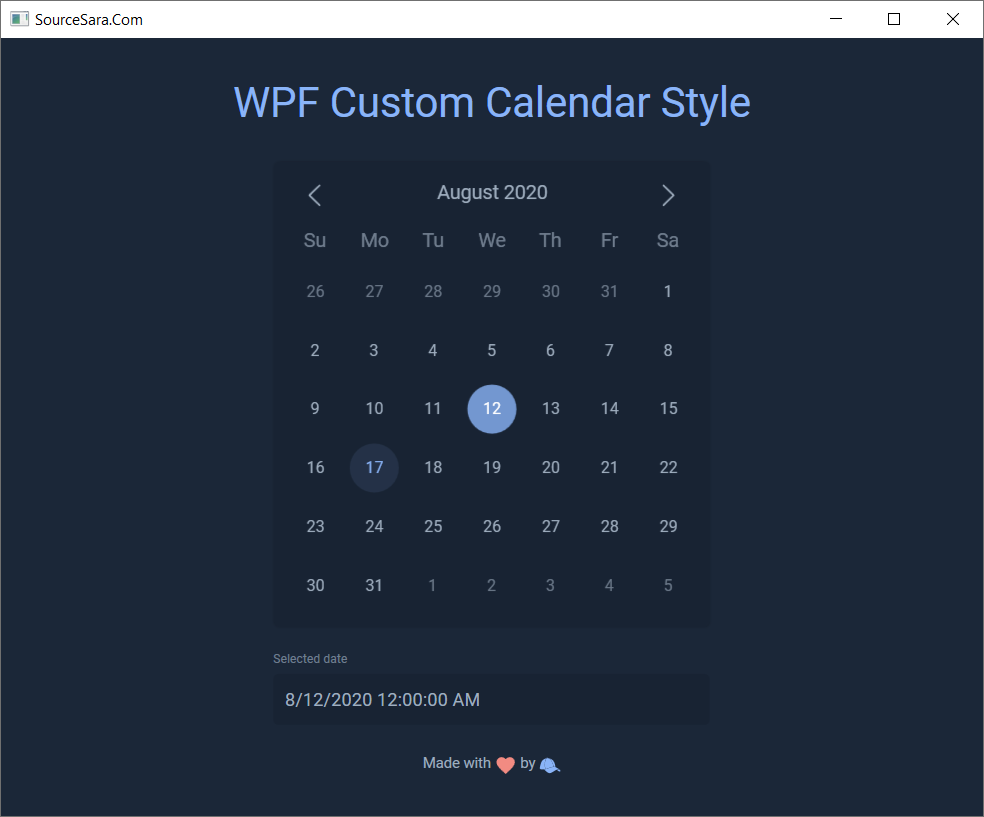 SourceSara.Com
WPF Custom Calendar Style
August 2020
Su Mo Tu We Th Fr Sa
26 27 28 29 30 31 1
2 3 4 5 6 7 8
9 10 11 12 13 14 15
16 17 18 19 20 21 22
23 24 25 26 27 28 29
30 31 1 2 3 4 5
Selected date
8/12/2020 12:00:00 AM
Made with by